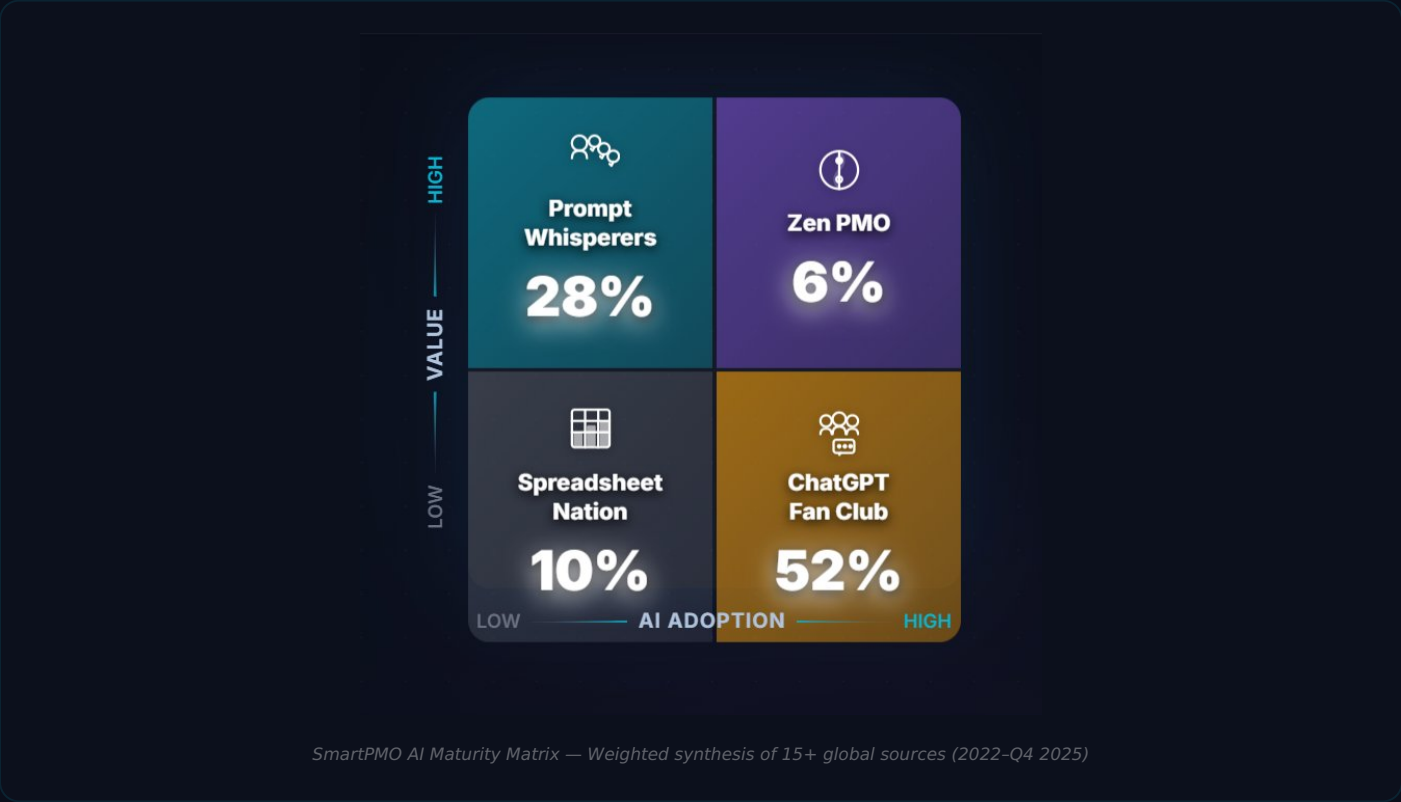 HIGH
VALUE
LOW
Prompt
Whisperers
28%
Zen PMO
6%
Spreadsheet
Nation
10%
ChatGPT
Fan Club
52%
LOW AI ADOPTION HIGH
SmartPMO AI Maturity Matrix — Weighted synthesis of 15+ global sources (2022–Q4 2025)